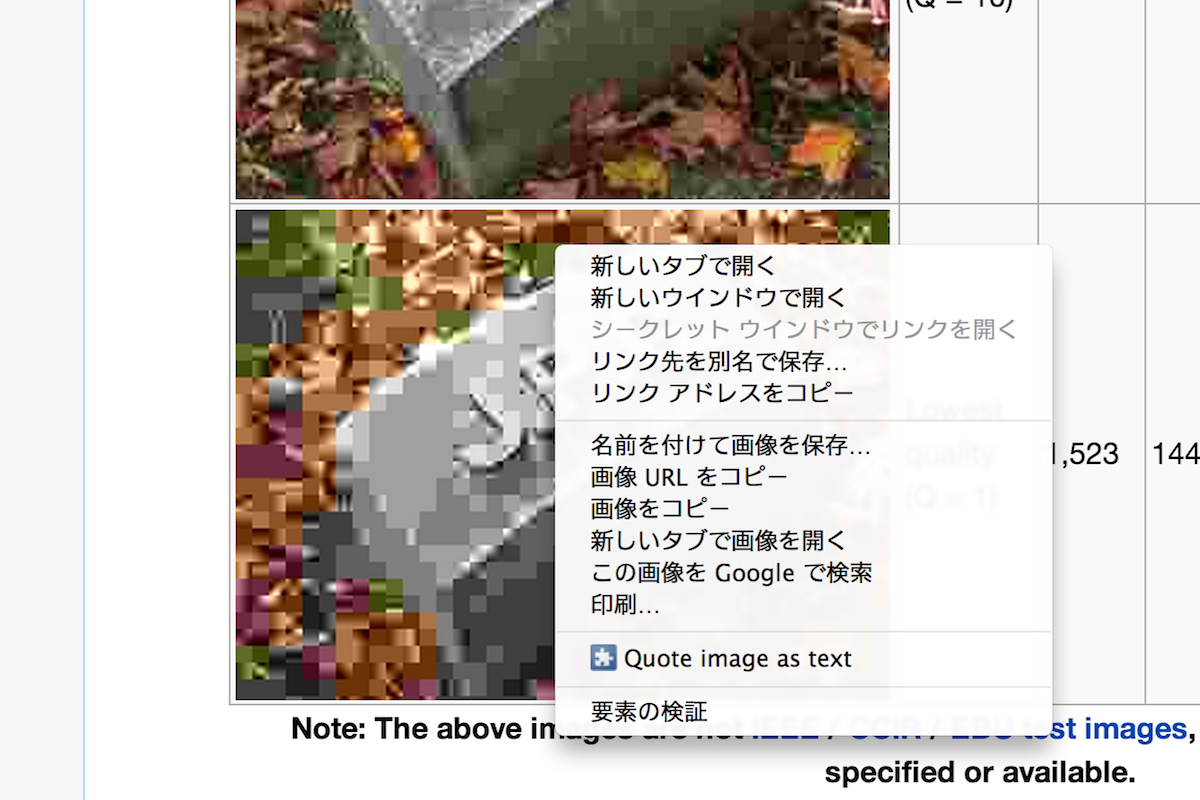 新しいタブで開く
新しいウインドウで開く
シークレット ウインドウでリンクを開く
リンク先を別名で保存...
リンク アドレスをコピー
名前を付けて画像を保存...
画像 URL をコピー
画像をコピー
新しいタブで画像を開く
この画像を Google で検索
印刷...
Quote image as text
要素の検証
Lowest
quality
(Q = 1)
1,523
144
Note: The above images are not IEEE / CCIR / EBU test images,
specified or available.